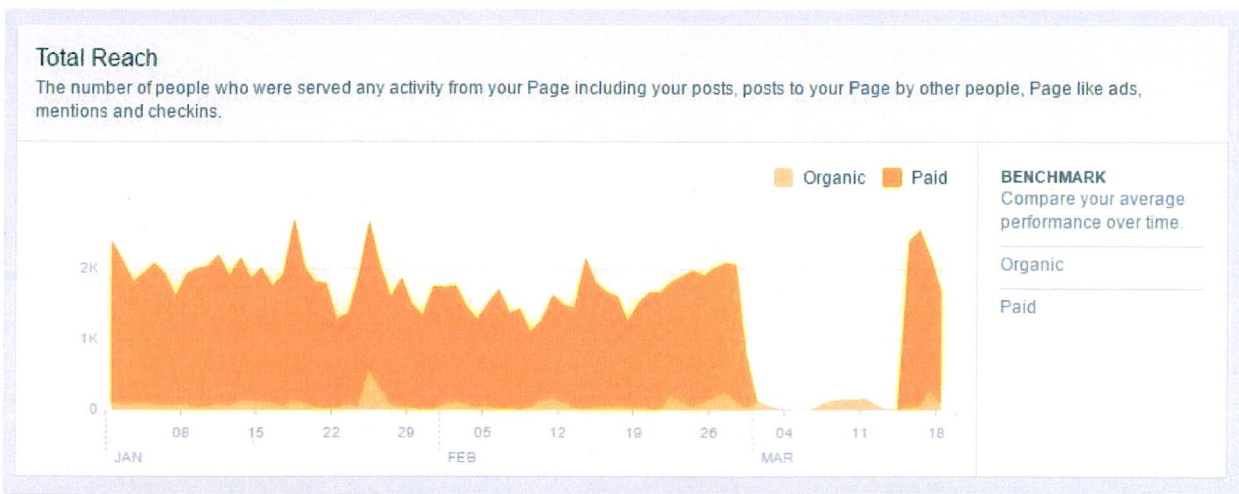 Total Reach
The number of people who were served any activity from your Page including your posts, posts to your Page by other people, Page like ads,
mentions and checkins.
Organic Paid
BENCHMARK
Compare your average
performance over time.
Organic
Paid
2K
1K
0
08 15 22 29 05 12 19 26 04 11 18
JAN FEB MAR